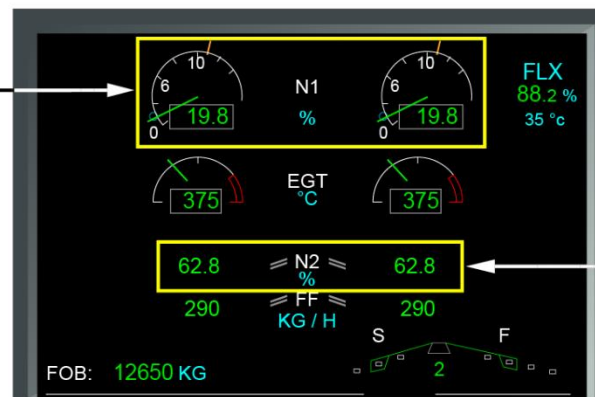 10 10
6 N1 6
FLX
88.2 %
19.8 % 19.8
35 °c
0 0
EGT
375 °C 375
62.8 N2 62.8
%
290 FF 290
KG / H
S F
2
FOB: 12650 KG